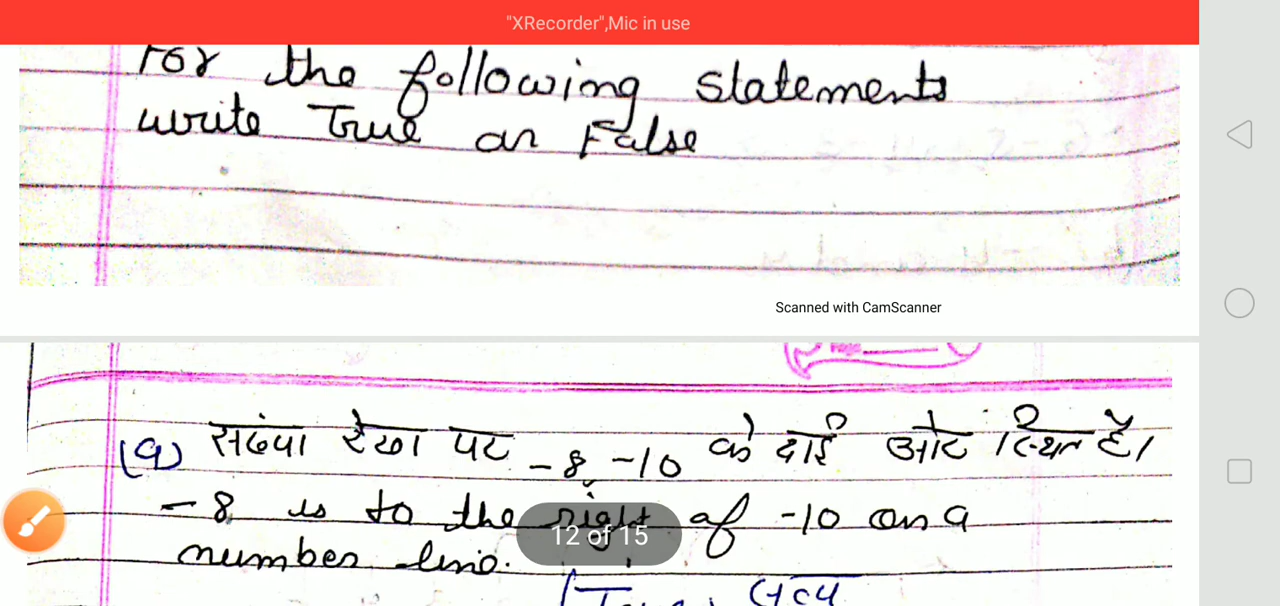 "XRecorder",Mic in use
For the following statements
write True or False
Scanned with CamScanner
(a) संख्या रेखा पर -8, -10 के दाई ओर स्थित है।
-8 is to the right of -10 on a
12 of 15
number line.
True, सत्य